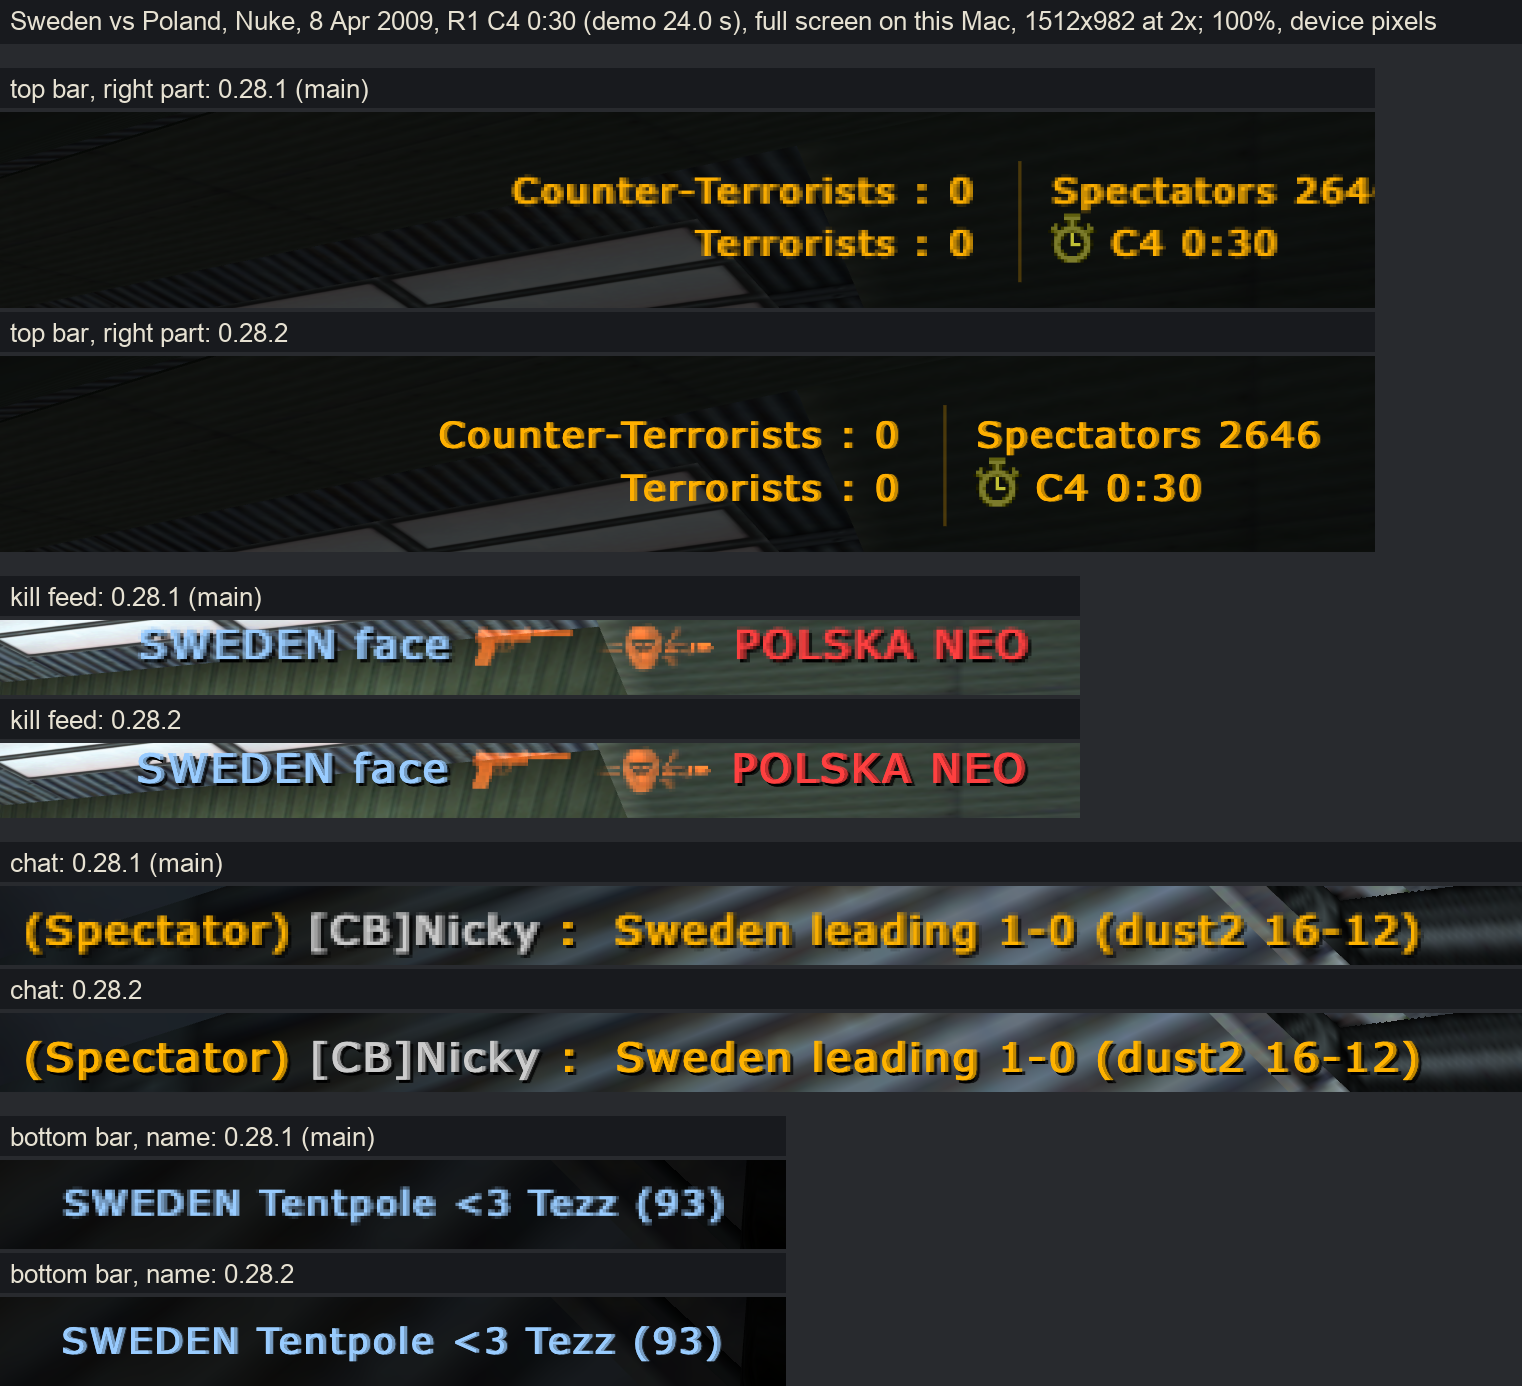 Sweden vs Poland, Nuke, 8 Apr 2009, R1 C4 0:30 (demo 24.0 s), full screen on this Mac, 1512x982 at 2x; 100%, device pixels
top bar, right part: 0.28.1 (main)
Counter-Terrorists : 0 Spectators 264
Terrorists : 0 C4 0:30
top bar, right part: 0.28.2
Counter-Terrorists : 0 Spectators 2646
Terrorists : 0 C4 0:30
kill feed: 0.28.1 (main)
SWEDEN face POLSKA NEO
kill feed: 0.28.2
SWEDEN face POLSKA NEO
chat: 0.28.1 (main)
(Spectator) [CB]Nicky : Sweden leading 1-0 (dust2 16-12)
chat: 0.28.2
(Spectator) [CB]Nicky : Sweden leading 1-0 (dust2 16-12)
bottom bar, name: 0.28.1 (main)
SWEDEN Tentpole <3 Tezz (93)
bottom bar, name: 0.28.2
SWEDEN Tentpole <3 Tezz (93)